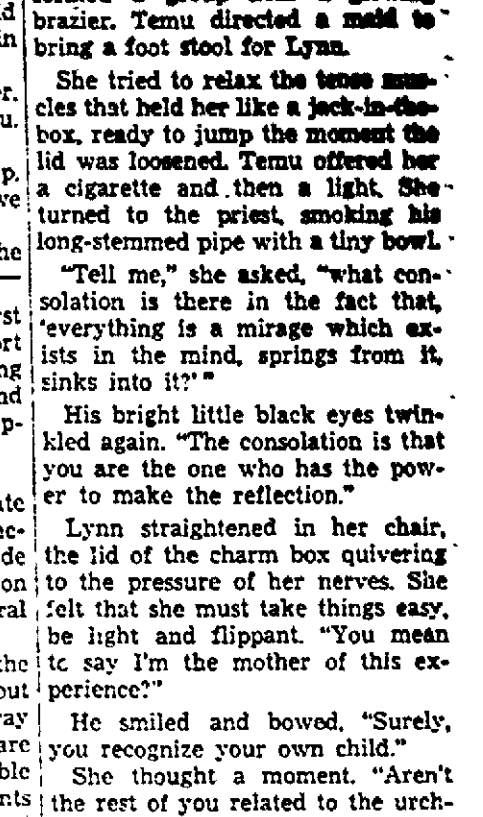 brazier. Temu directed a maid to
bring a foot stool for Lynn.
She tried to relax the tense mus-
cles that held her like a jack-in-the-
box, ready to jump the moment the
lid was loosened. Temu offered her
a cigarette and then a light. She
turned to the priest, smoking his
long-stemmed pipe with a tiny bowl.
"Tell me," she asked, "what con-
solation is there in the fact that,
'everything is a mirage which ex-
ists in the mind, springs from it,
sinks into it?'"
His bright little black eyes twin-
kled again. "The consolation is that
you are the one who has the pow-
er to make the reflection."
Lynn straightened in her chair,
the lid of the charm box quivering
to the pressure of her nerves. She
felt that she must take things easy,
be light and flippant. "You mean
to say I'm the mother of this ex-
perience?"
He smiled and bowed. "Surely,
you recognize your own child."
She thought a moment. "Aren't
the rest of you related to the urch-